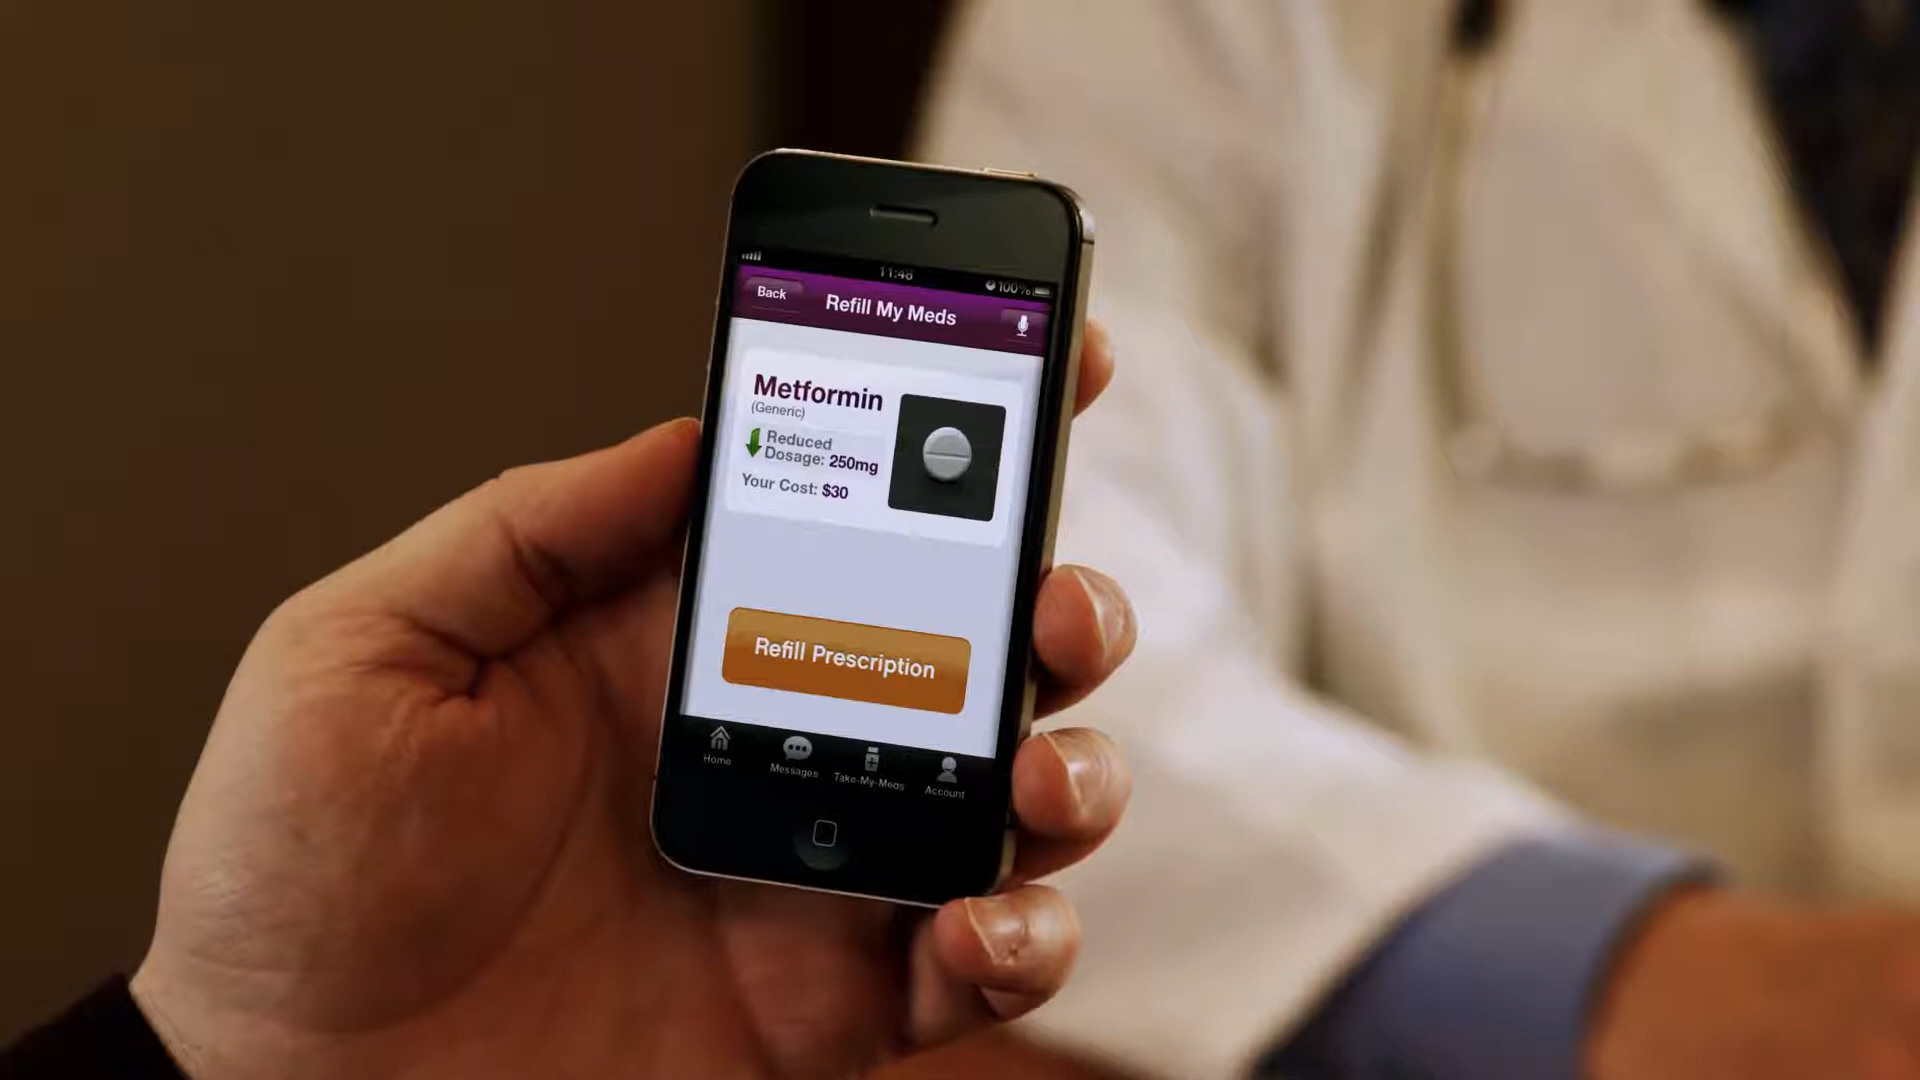 11:48
100%
Back
Refill My Meds
Metformin
(Generic)
Reduced
Dosage: 250mg
Your Cost: $30
Refill Prescription
Home
Messages
Take-My-Meds
Account